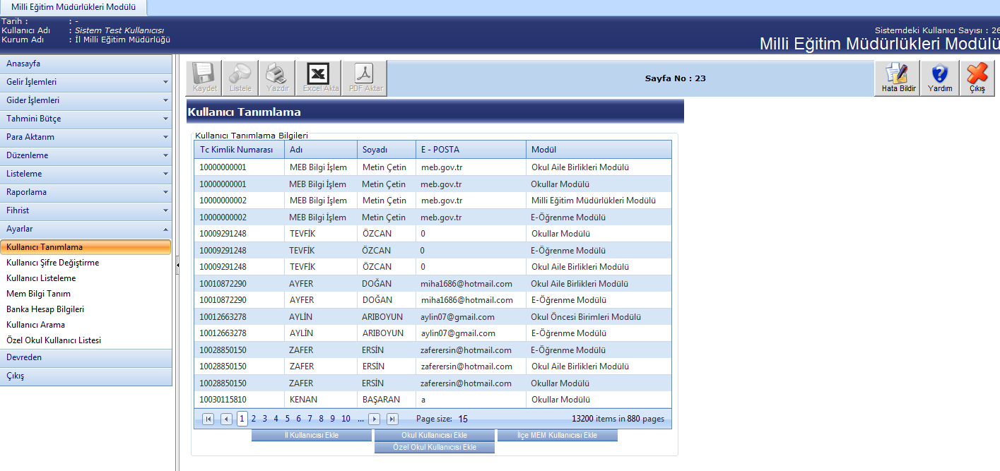 Milli Eğitim Müdürlükleri Modülü
Tarih : : -
Kullanıcı Adı : Sistem Test Kullanıcısı
Kurum Adı : İl Milli Eğitim Müdürlüğü
Sistemdeki Kullanıcı Sayısı : 26
Milli Eğitim Müdürlükleri Modülü
Anasayfa
Gelir İşlemleri
Gider İşlemleri
Tahmini Bütçe
Para Aktarım
Düzenleme
Listeleme
Raporlama
Fihrist
Ayarlar
Kullanıcı Tanımlama
Kullanıcı Şifre Değiştirme
Kullanıcı Listeleme
Mem Bilgi Tanım
Banka Hesap Bilgileri
Kullanıcı Arama
Özel Okul Kullanıcı Listesi
Devreden
Çıkış
Kaydet Listele Yazdır Excel Akta PDF Aktar
Sayfa No : 23
Hata Bildir Yardım Çıkış
Kullanıcı Tanımlama
Kullanıcı Tanımlama Bilgileri
Tc Kimlik Numarası Adı Soyadı E - POSTA Modül
10000000001 MEB Bilgi İşlem Metin Çetin meb.gov.tr Okul Aile Birlikleri Modülü
10000000001 MEB Bilgi İşlem Metin Çetin meb.gov.tr Okullar Modülü
10000000002 MEB Bilgi İşlem Metin Çetin meb.gov.tr Milli Eğitim Müdürlükleri Modülü
10000000002 MEB Bilgi İşlem Metin Çetin meb.gov.tr E-Öğrenme Modülü
10009291248 TEVFİK ÖZCAN 0 Okullar Modülü
10009291248 TEVFİK ÖZCAN 0 E-Öğrenme Modülü
10009291248 TEVFİK ÖZCAN 0 Okul Aile Birlikleri Modülü
10010872290 AYFER DOĞAN miha1686@hotmail.com Okul Aile Birlikleri Modülü
10010872290 AYFER DOĞAN miha1686@hotmail.com E-Öğrenme Modülü
10012663278 AYLİN ARIBOYUN aylin07@gmail.com Okul Öncesi Birimleri Modülü
10012663278 AYLİN ARIBOYUN aylin07@gmail.com E-Öğrenme Modülü
10028850150 ZAFER ERSİN zaferersin@hotmail.com E-Öğrenme Modülü
10028850150 ZAFER ERSİN zaferersin@hotmail.com Okul Aile Birlikleri Modülü
10028850150 ZAFER ERSİN zaferersin@hotmail.com Okullar Modülü
10030115810 KENAN BAŞARAN a Okullar Modülü
1 2 3 4 5 6 7 8 9 10 ... Page size: 15 13200 items in 880 pages
İl Kullanıcısı Ekle Okul Kullanıcısı Ekle İlçe MEM Kullanıcısı Ekle
Özel Okul Kullanıcısı Ekle